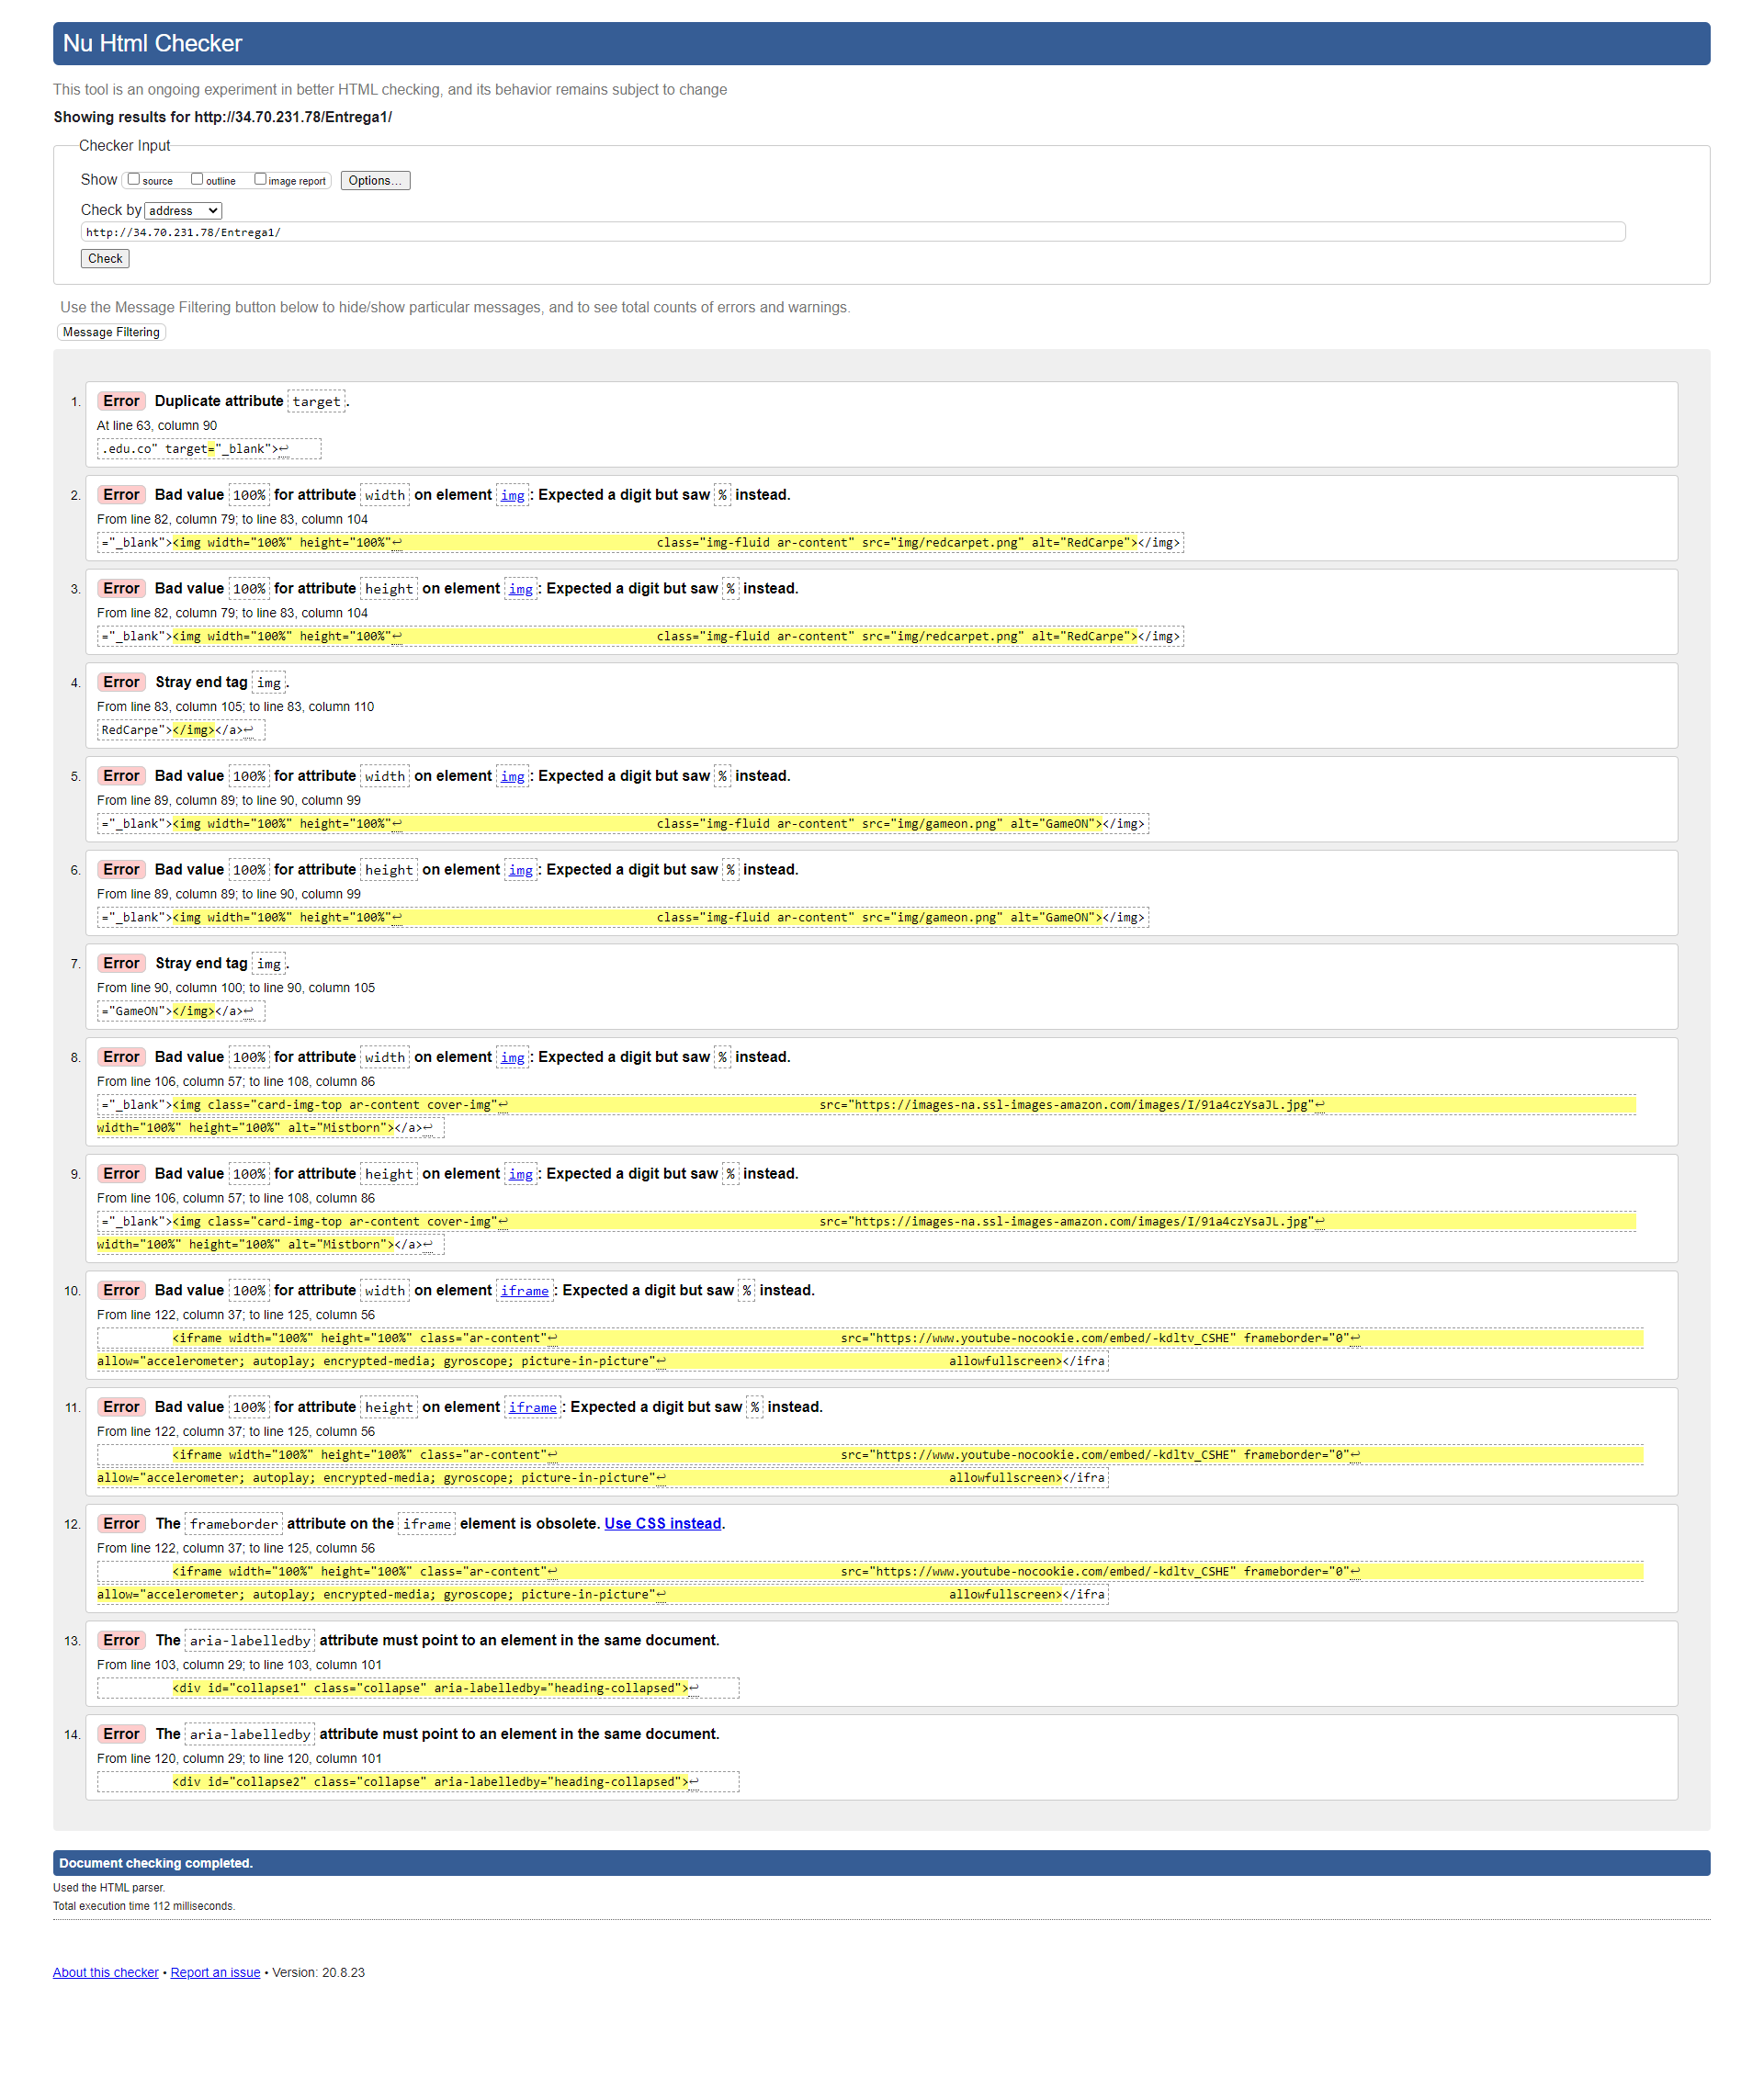 Nu Html Checker
This tool is an ongoing experiment in better HTML checking, and its behavior remains subject to change
Showing results for http://34.70.231.78/Entrega1/
Checker Input
Show source outline image report Options...
Check by address
http://34.70.231.78/Entrega1/
Check
Use the Message Filtering button below to hide/show particular messages, and to see total counts of errors and warnings.
Message Filtering
1. Error Duplicate attribute target.
At line 63, column 90
.edu.co" target="_blank">↩
2. Error Bad value 100% for attribute width on element img: Expected a digit but saw % instead.
From line 82, column 79; to line 83, column 104
="_blank"><img width="100%" height="100%"↩ class="img-fluid ar-content" src="img/redcarpet.png" alt="RedCarpe"></img>
3. Error Bad value 100% for attribute height on element img: Expected a digit but saw % instead.
From line 82, column 79; to line 83, column 104
="_blank"><img width="100%" height="100%"↩ class="img-fluid ar-content" src="img/redcarpet.png" alt="RedCarpe"></img>
4. Error Stray end tag img.
From line 83, column 105; to line 83, column 110
RedCarpe"></img></a>↩
5. Error Bad value 100% for attribute width on element img: Expected a digit but saw % instead.
From line 89, column 89; to line 90, column 99
="_blank"><img width="100%" height="100%"↩ class="img-fluid ar-content" src="img/gameon.png" alt="GameON"></img>
6. Error Bad value 100% for attribute height on element img: Expected a digit but saw % instead.
From line 89, column 89; to line 90, column 99
="_blank"><img width="100%" height="100%"↩ class="img-fluid ar-content" src="img/gameon.png" alt="GameON"></img>
7. Error Stray end tag img.
From line 90, column 100; to line 90, column 105
="GameON"></img></a>↩
8. Error Bad value 100% for attribute width on element img: Expected a digit but saw % instead.
From line 106, column 57; to line 108, column 86
="_blank"><img class="card-img-top ar-content cover-img"↩ src="https://images-na.ssl-images-amazon.com/images/I/91a4czYsaJL.jpg"↩
width="100%" height="100%" alt="Mistborn"></a>↩
9. Error Bad value 100% for attribute height on element img: Expected a digit but saw % instead.
From line 106, column 57; to line 108, column 86
="_blank"><img class="card-img-top ar-content cover-img"↩ src="https://images-na.ssl-images-amazon.com/images/I/91a4czYsaJL.jpg"↩
width="100%" height="100%" alt="Mistborn"></a>↩
10. Error Bad value 100% for attribute width on element iframe: Expected a digit but saw % instead.
From line 122, column 37; to line 125, column 56
<iframe width="100%" height="100%" class="ar-content"↩ src="https://www.youtube-nocookie.com/embed/-kdltv_CSHE" frameborder="0"↩
allow="accelerometer; autoplay; encrypted-media; gyroscope; picture-in-picture"↩ allowfullscreen></ifra
11. Error Bad value 100% for attribute height on element iframe: Expected a digit but saw % instead.
From line 122, column 37; to line 125, column 56
<iframe width="100%" height="100%" class="ar-content"↩ src="https://www.youtube-nocookie.com/embed/-kdltv_CSHE" frameborder="0"↩
allow="accelerometer; autoplay; encrypted-media; gyroscope; picture-in-picture"↩ allowfullscreen></ifra
12. Error The frameborder attribute on the iframe element is obsolete. Use CSS instead.
From line 122, column 37; to line 125, column 56
<iframe width="100%" height="100%" class="ar-content"↩ src="https://www.youtube-nocookie.com/embed/-kdltv_CSHE" frameborder="0"↩
allow="accelerometer; autoplay; encrypted-media; gyroscope; picture-in-picture"↩ allowfullscreen></ifra
13. Error The aria-labelledby attribute must point to an element in the same document.
From line 103, column 29; to line 103, column 101
<div id="collapse1" class="collapse" aria-labelledby="heading-collapsed">↩
14. Error The aria-labelledby attribute must point to an element in the same document.
From line 120, column 29; to line 120, column 101
<div id="collapse2" class="collapse" aria-labelledby="heading-collapsed">↩
Document checking completed.
Used the HTML parser.
Total execution time 112 milliseconds.
About this checker • Report an issue • Version: 20.8.23